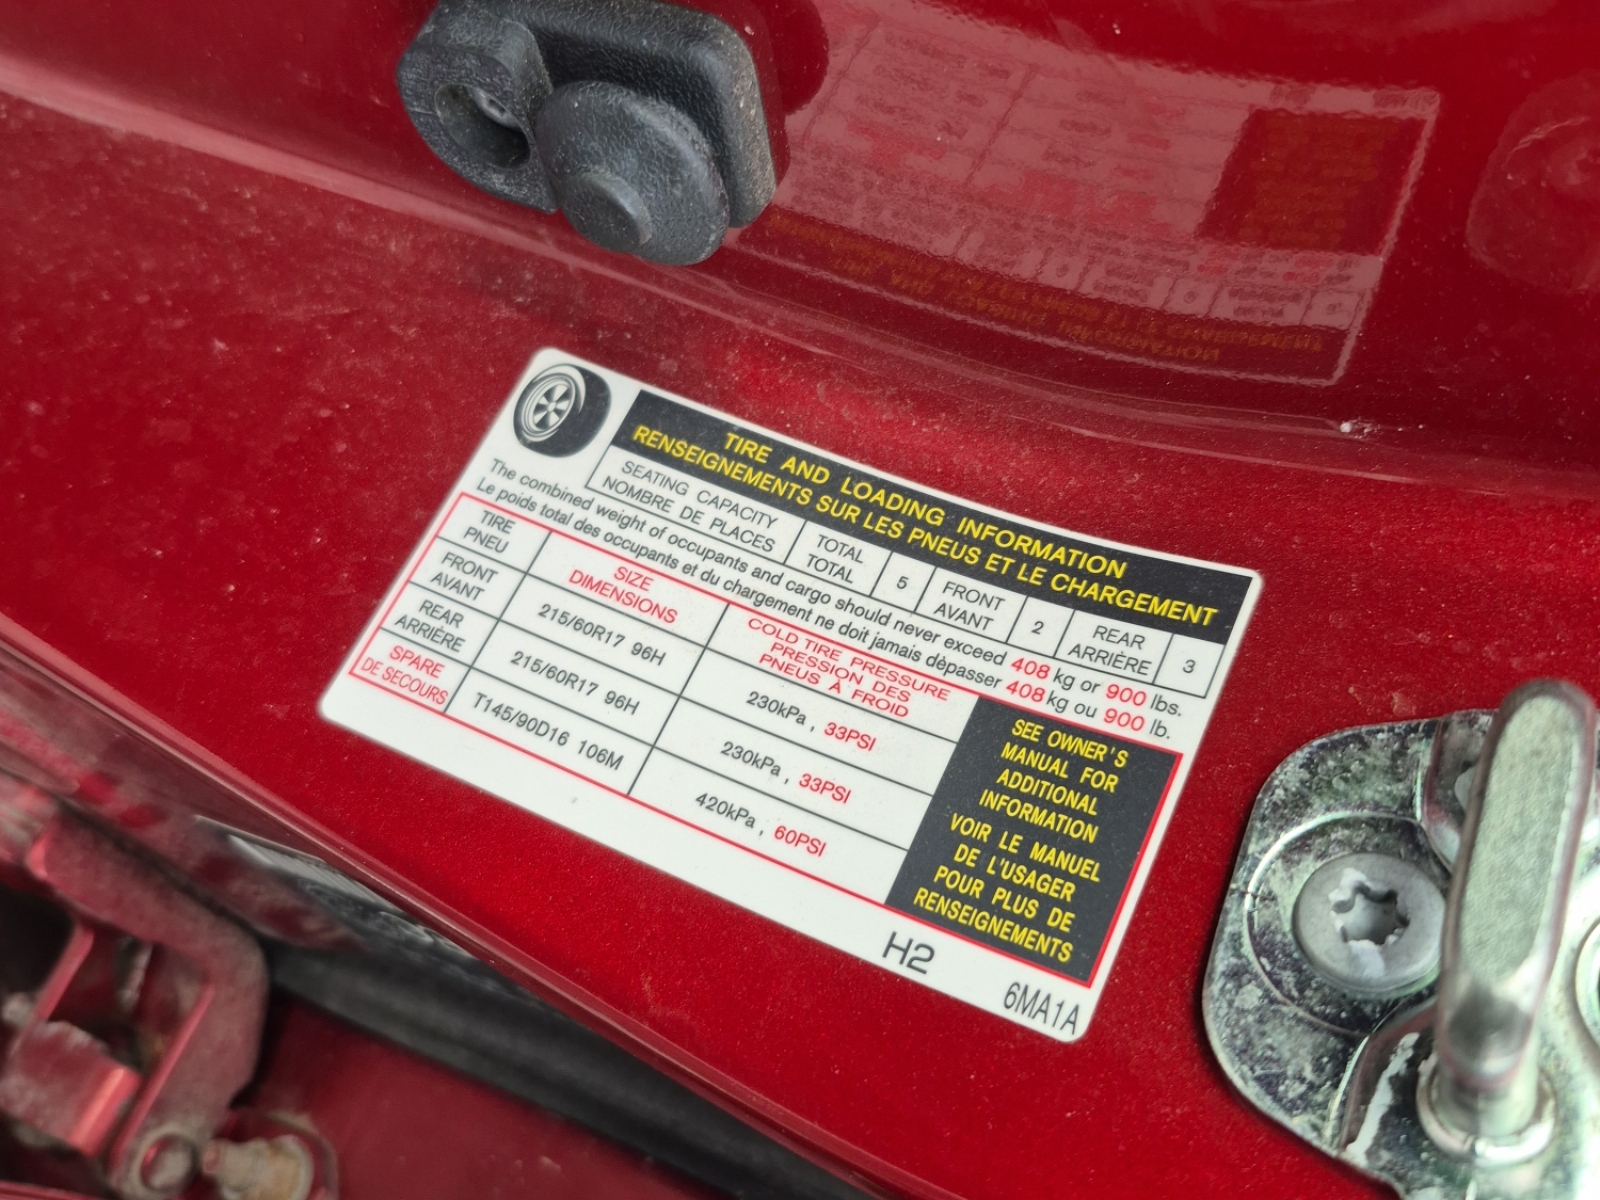 TIRE AND LOADING INFORMATION
RENSEIGNEMENTS SUR LES PNEUS ET LE CHARGEMENT
SEATING CAPACITY
NOMBRE DE PLACES
TOTAL
TOTAL
5
FRONT
AVANT
2
REAR
ARRIÈRE
3
The combined weight of occupants and cargo should never exceed 408 kg or 900 lbs.
Le poids total des occupants et du chargement ne doit jamais dèpasser 408 kg ou 900 lb.
TIRE
PNEU
SIZE
DIMENSIONS
COLD TIRE PRESSURE
PRESSION DES
PNEUS À FROID
FRONT
AVANT
215/60R17 96H
230kPa , 33PSI
REAR
ARRIÈRE
215/60R17 96H
230kPa , 33PSI
SPARE
DE SECOURS
T145/90D16 106M
420kPa , 60PSI
SEE OWNER'S
MANUAL FOR
ADDITIONAL
INFORMATION
VOIR LE MANUEL
DE L'USAGER
POUR PLUS DE
RENSEIGNEMENTS
H2
6MA1A